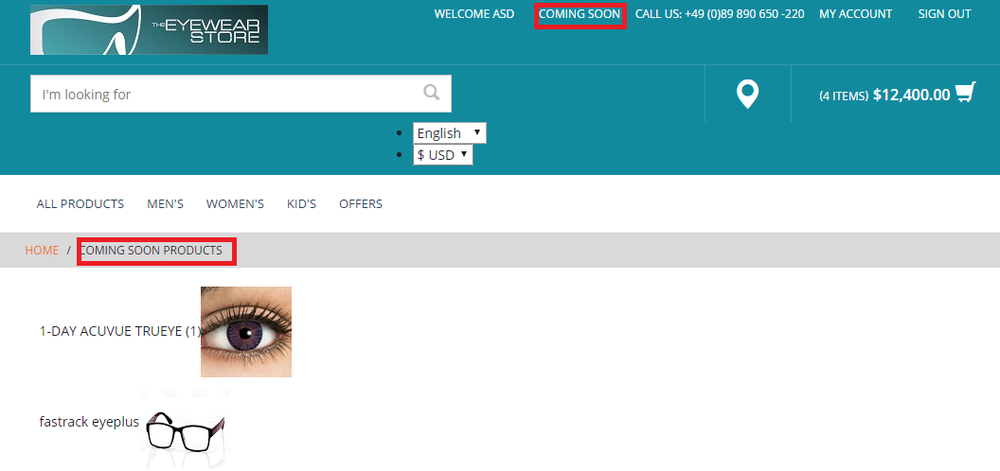 THE EYEWEAR STORE
WELCOME ASD COMING SOON CALL US: +49 (0)89 890 650 -220 MY ACCOUNT SIGN OUT
I'm looking for
(4 ITEMS) $12,400.00
English
$ USD
ALL PRODUCTS MEN'S WOMEN'S KID'S OFFERS
HOME / COMING SOON PRODUCTS
1-DAY ACUVUE TRUEYE (1)
fastrack eyeplus